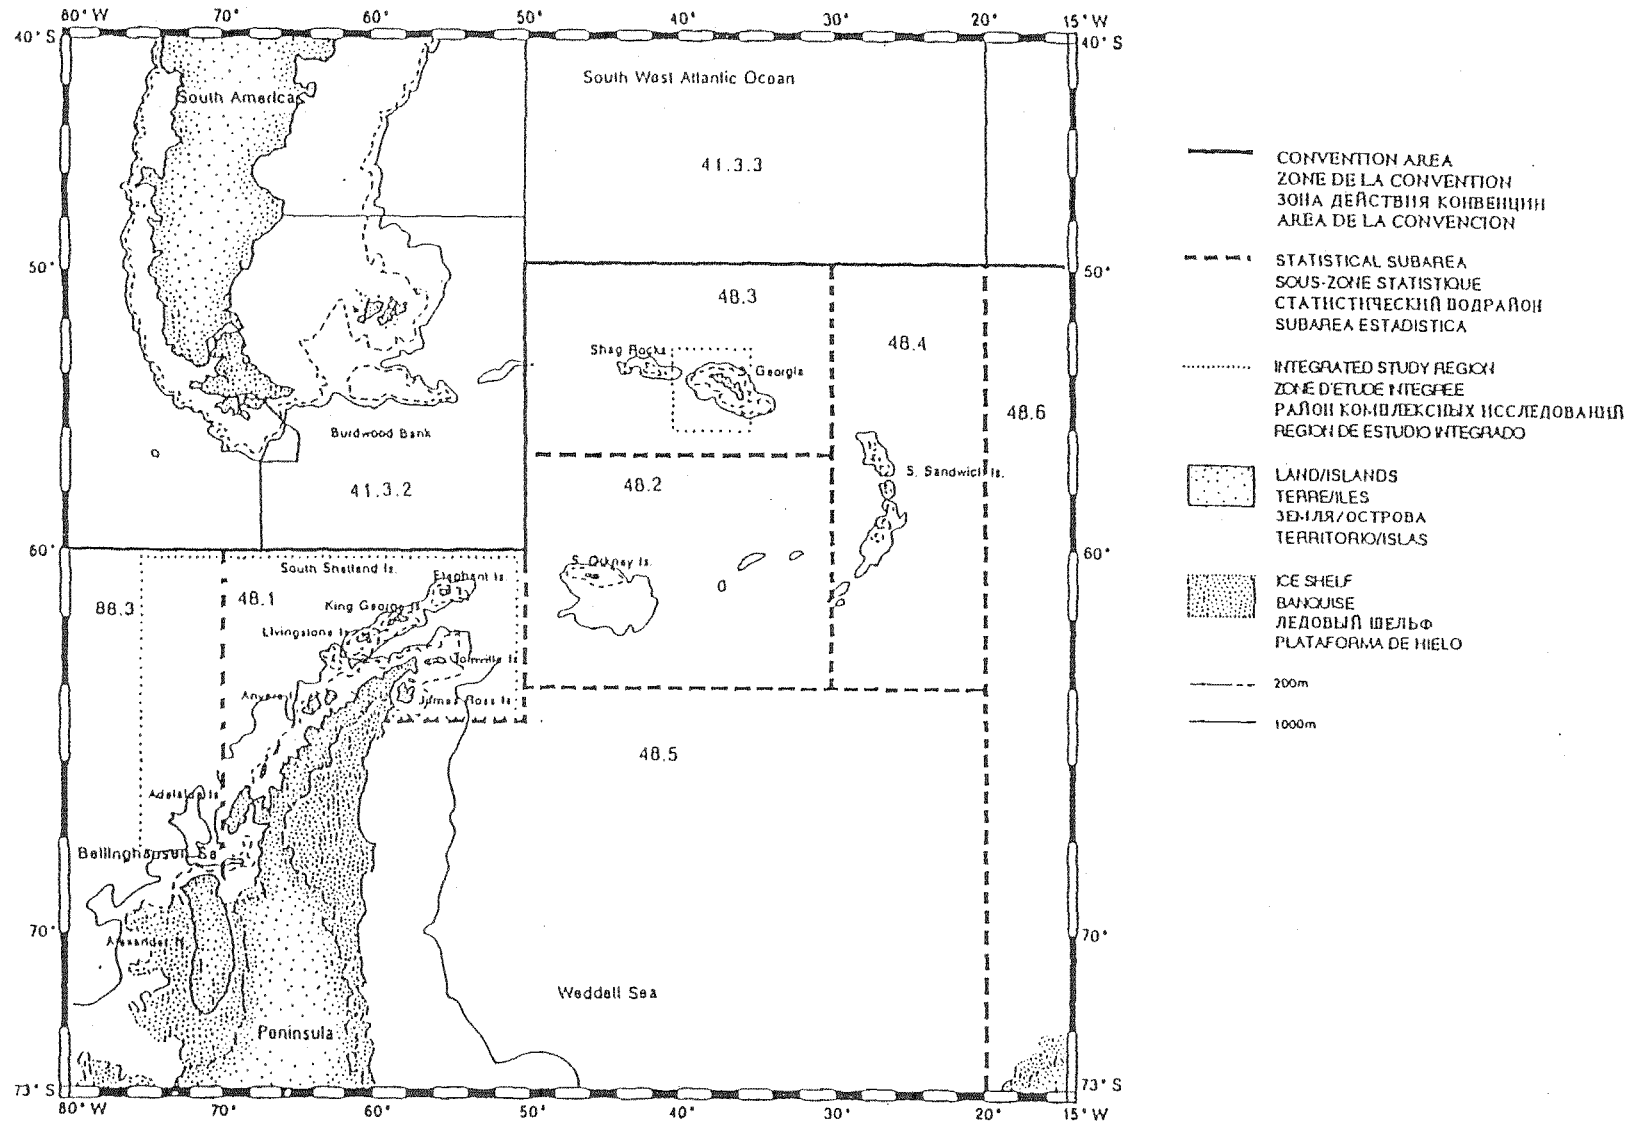 80° W 70° 60° 50° 40° 30° 20° 15° W
40° S
40° S
South West Atlantic Ocean
South America
41.3.3
50°
50°
48.3
48.4
Shag Rocks
Georgia
48.6
Burdwood Bank
S. Sandwich Is.
41.3.2
48.2
60°
60°
S. Orkney Is.
South Shetland Is.
Elephant Is.
88.3
48.1
King George Is.
Livingstone Is.
Joinville Is.
Anvers Is.
James Ross Is.
48.5
Adelaide Is.
Bellinghausen Se
70°
70°
Alexander Is.
Weddell Sea
Peninsula
73° S
73° S
80° W 70° 60° 50° 40° 30° 20° 15° W
CONVENTION AREA
ZONE DE LA CONVENTION
ЗОНА ДЕЙСТВИЯ КОНВЕНЦИИ
AREA DE LA CONVENCION
STATISTICAL SUBAREA
SOUS-ZONE STATISTIQUE
СТАТИСТИЧЕСКИЙ ПОДРАЙОН
SUBAREA ESTADISTICA
INTEGRATED STUDY REGION
ZONE D'ETUDE INTEGREE
РАЙОН КОМПЛЕКСНЫХ ИССЛЕДОВАНИЙ
REGION DE ESTUDIO INTEGRADO
LAND/ISLANDS
TERRE/ILES
ЗЕМЛЯ/ОСТРОВА
TERRITORIO/ISLAS
ICE SHELF
BANQUISE
ЛЕДОВЫЙ ШЕЛЬФ
PLATAFORMA DE HIELO
200m
1000m